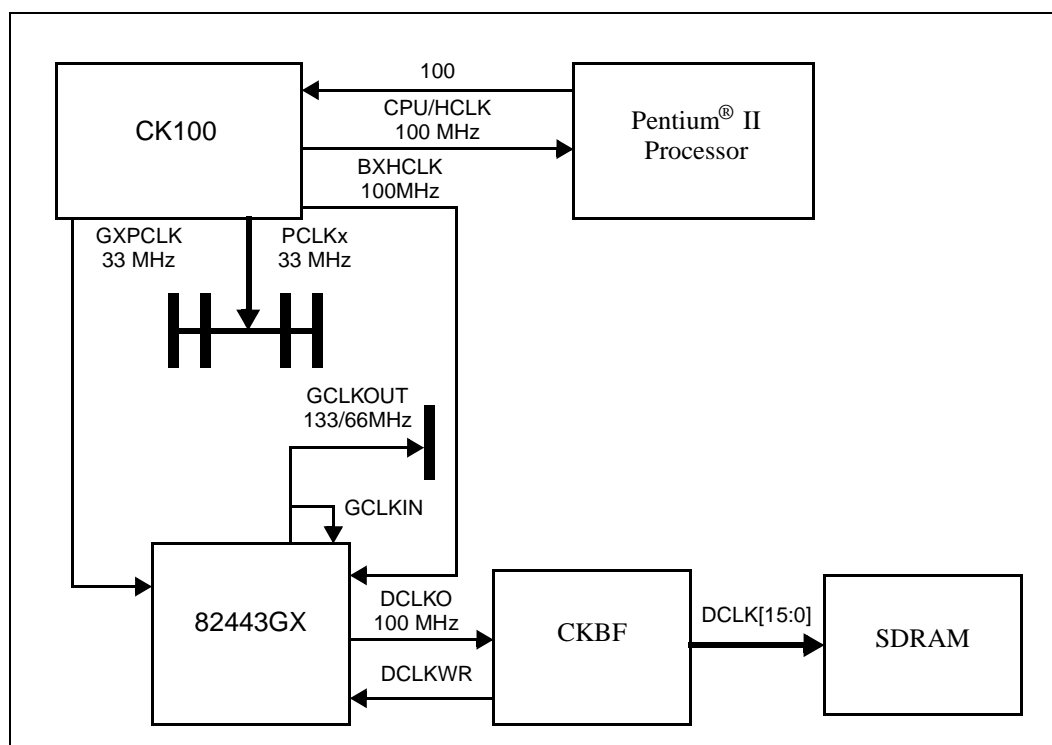 100
CK100
CPU/HCLK
100 MHz
Pentium® II
Processor
BXHCLK
100MHz
GXPCLK
33 MHz
PCLKx
33 MHz
GCLKOUT
133/66MHz
GCLKIN
82443GX
DCLKO
100 MHz
DCLKWR
CKBF
DCLK[15:0]
SDRAM